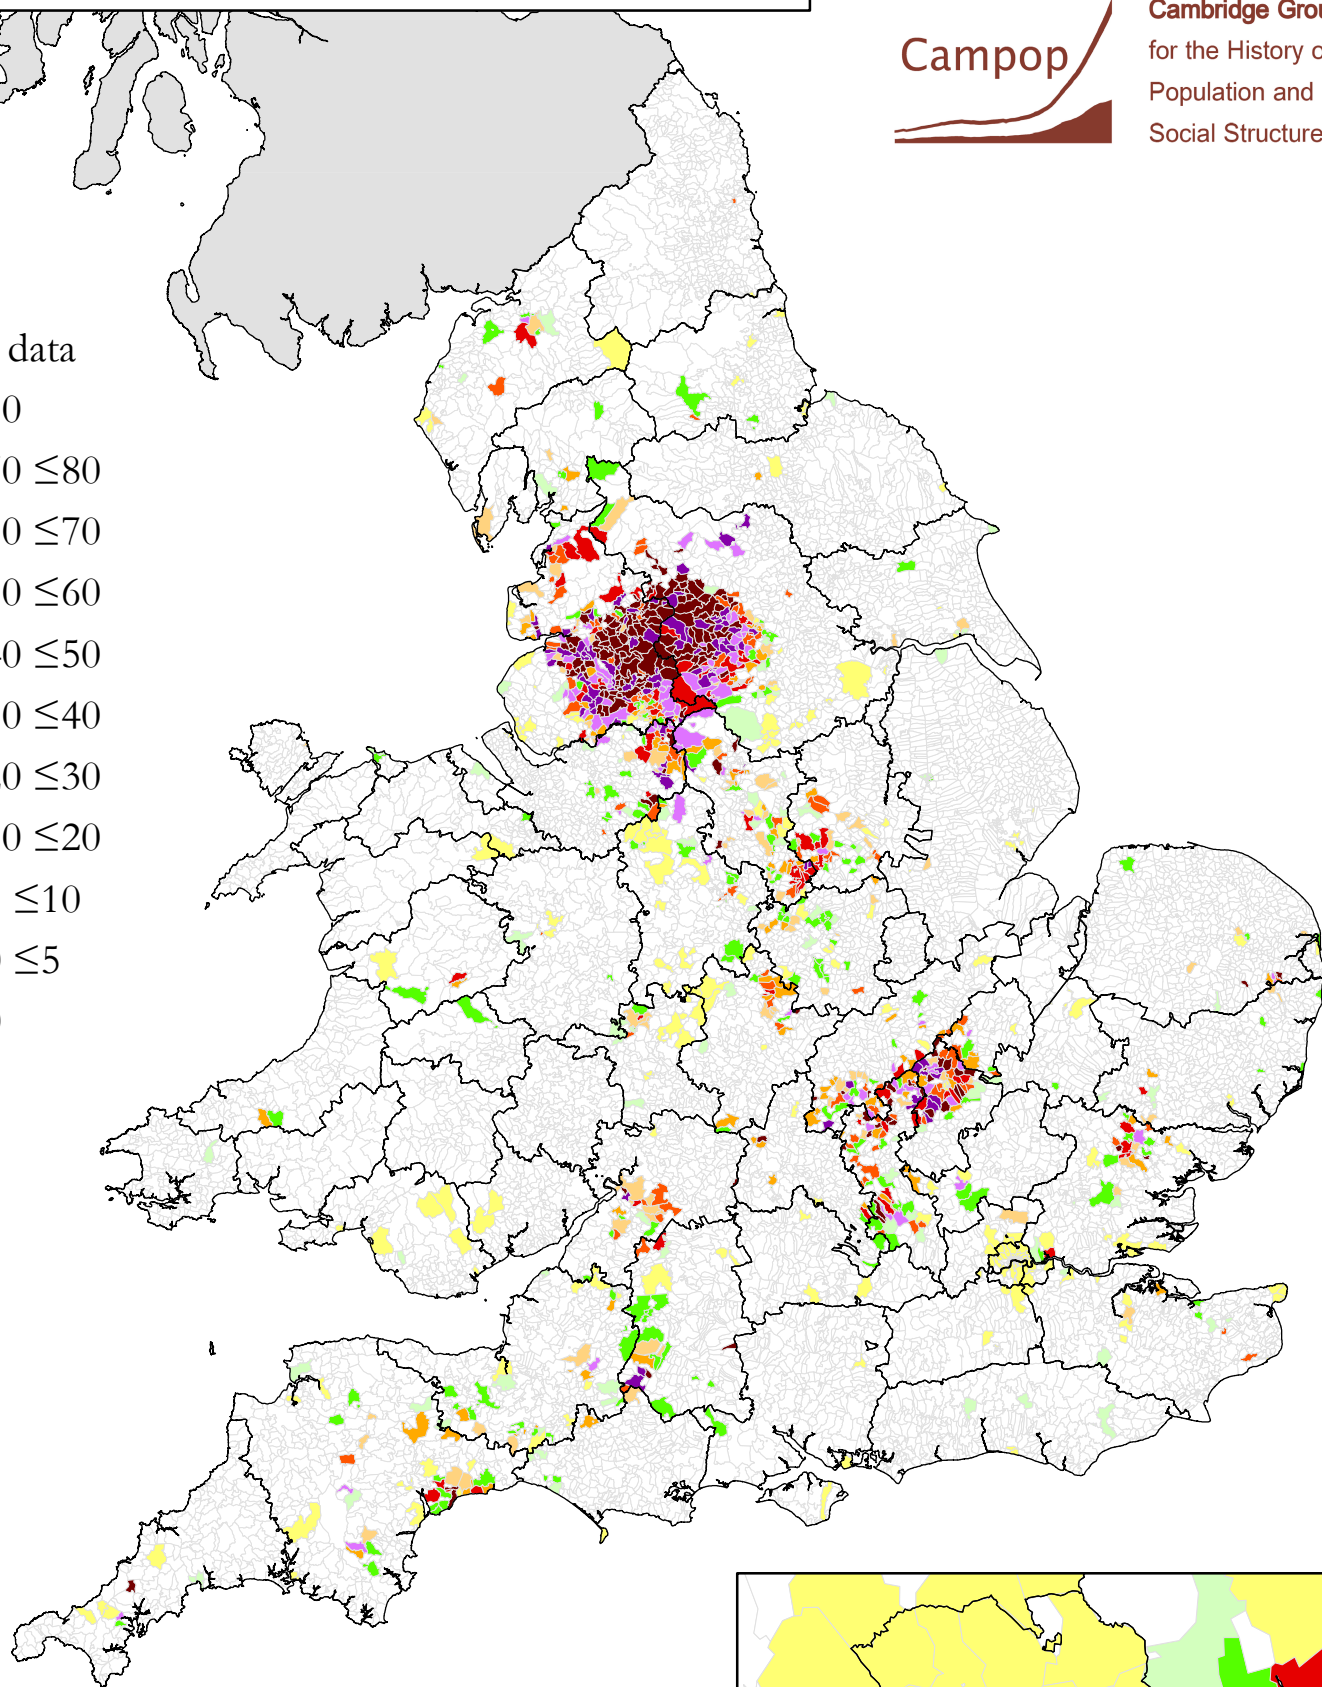 Campop
Cambridge Grou
for the History o
Population and
Social Structure
data
0
0 ≤80
0 ≤70
0 ≤60
0 ≤50
0 ≤40
0 ≤30
0 ≤20
≤10
≤5